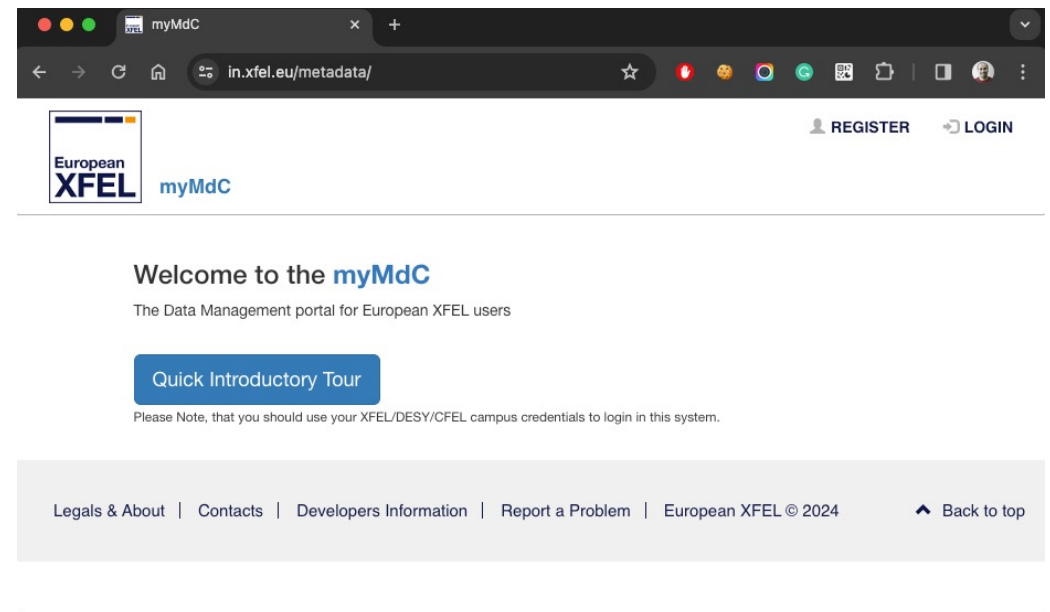 myMdC
in.xfel.eu/metadata/
REGISTER LOGIN
European
XFEL myMdC
Welcome to the myMdC
The Data Management portal for European XFEL users
Quick Introductory Tour
Please Note, that you should use your XFEL/DESY/CFEL campus credentials to login in this system.
Legals & About | Contacts | Developers Information | Report a Problem | European XFEL © 2024 Back to top